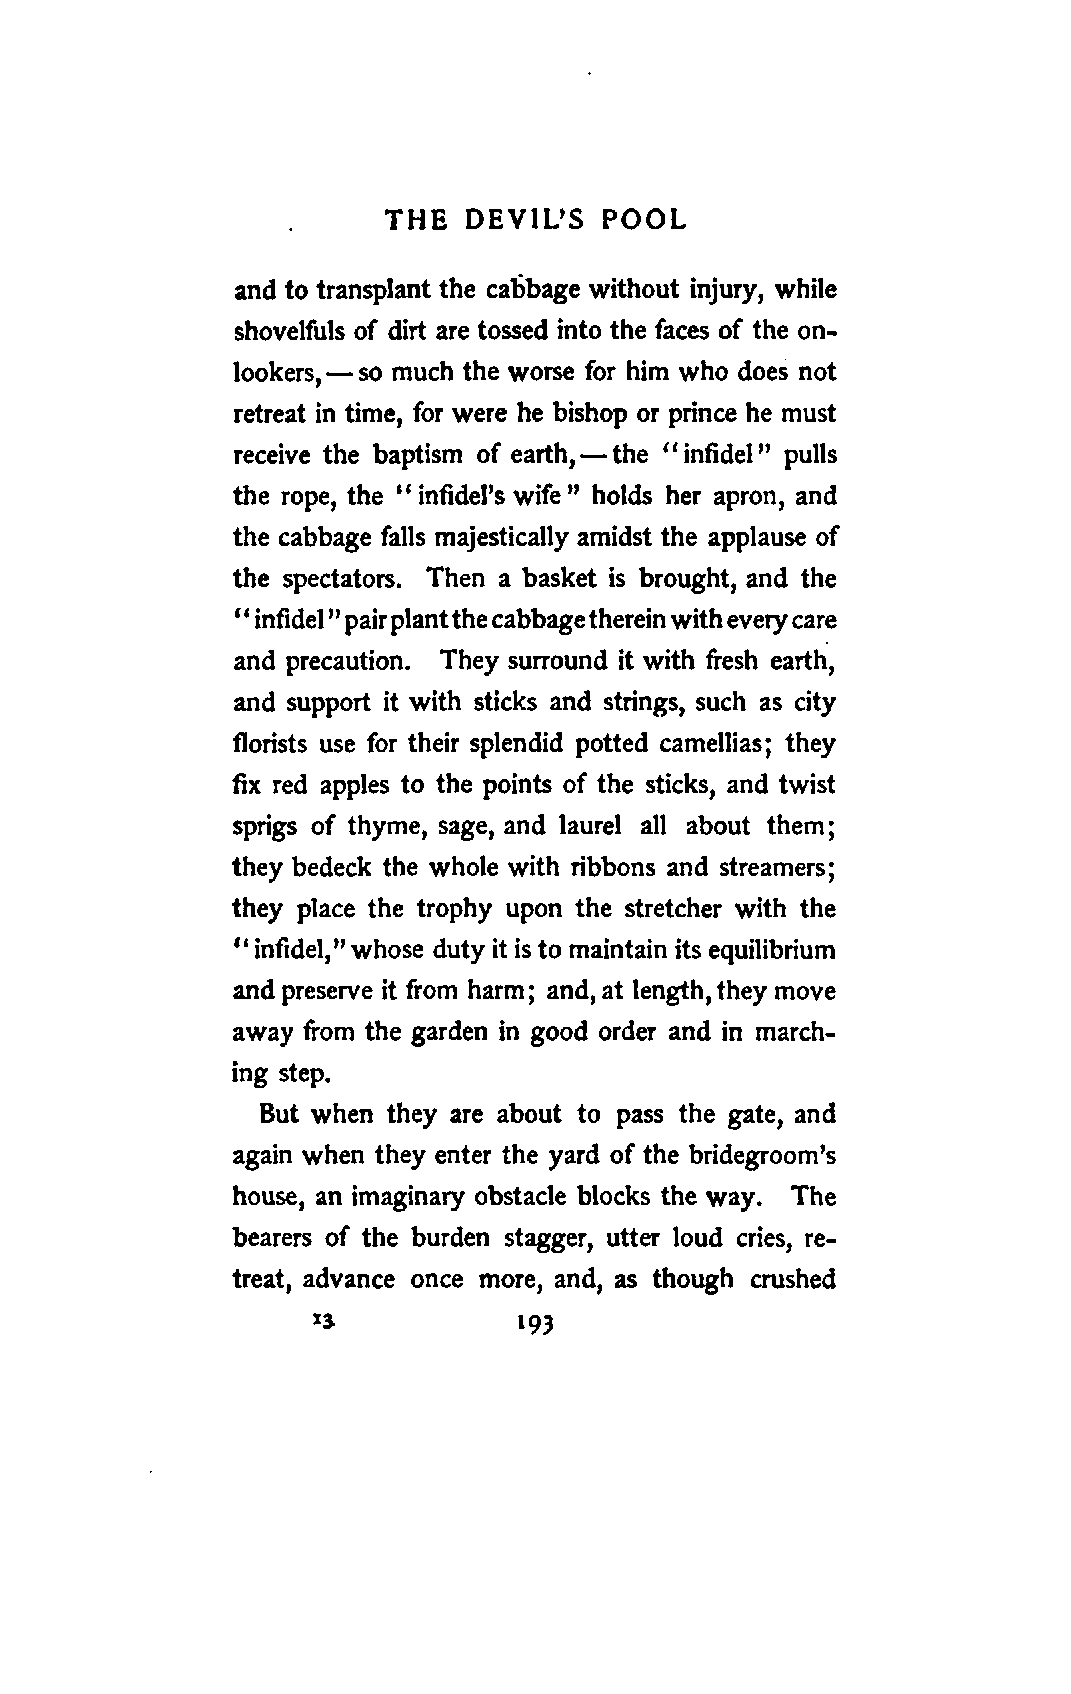 THE DEVIL'S POOL
and to transplant the cabbage without injury, while
shovelfuls of dirt are tossed into the faces of the on-
lookers,—so much the worse for him who does not
retreat in time, for were he bishop or prince he must
receive the baptism of earth,—the "infidel" pulls
the rope, the "infidel's wife" holds her apron, and
the cabbage falls majestically amidst the applause of
the spectators. Then a basket is brought, and the
"infidel" pair plant the cabbage therein with every care
and precaution. They surround it with fresh earth,
and support it with sticks and strings, such as city
florists use for their splendid potted camellias; they
fix red apples to the points of the sticks, and twist
sprigs of thyme, sage, and laurel all about them;
they bedeck the whole with ribbons and streamers;
they place the trophy upon the stretcher with the
"infidel," whose duty it is to maintain its equilibrium
and preserve it from harm; and, at length, they move
away from the garden in good order and in march-
ing step.
But when they are about to pass the gate, and
again when they enter the yard of the bridegroom's
house, an imaginary obstacle blocks the way. The
bearers of the burden stagger, utter loud cries, re-
treat, advance once more, and, as though crushed
13 193